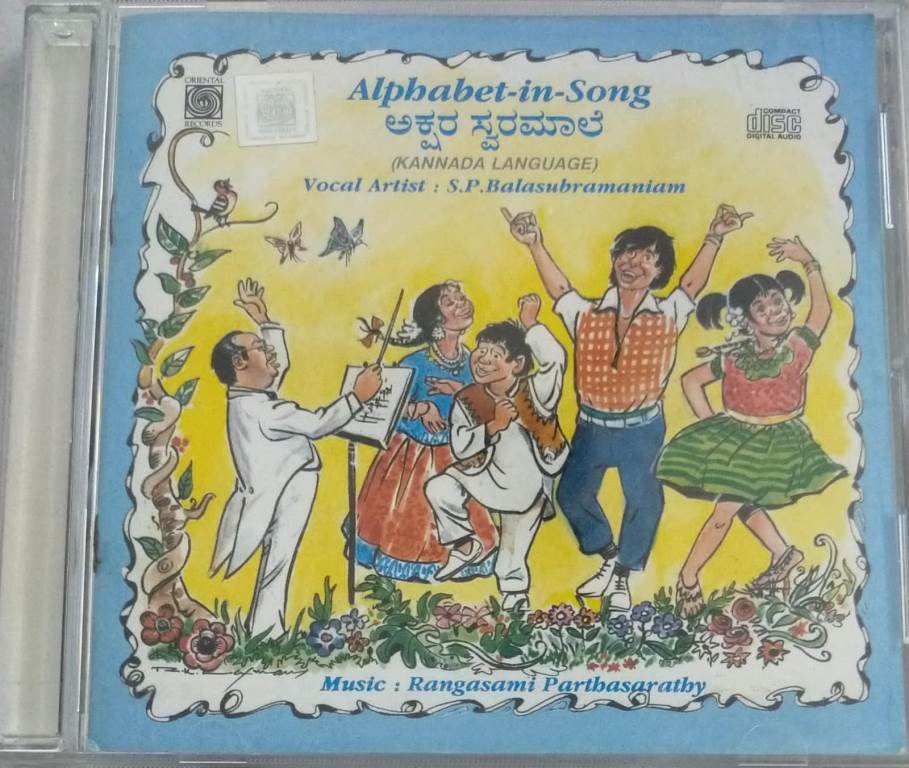 ORIENTAL
RECORDS
Alphabet-in-Song
ಅಕ್ಷರ ಸ್ವರಮಾಲೆ
COMPACT
disc
DIGITAL AUDIO
(KANNADA LANGUAGE)
Vocal Artist : S.P.Balasubramaniam
Music : Rangasami Parthasarathy